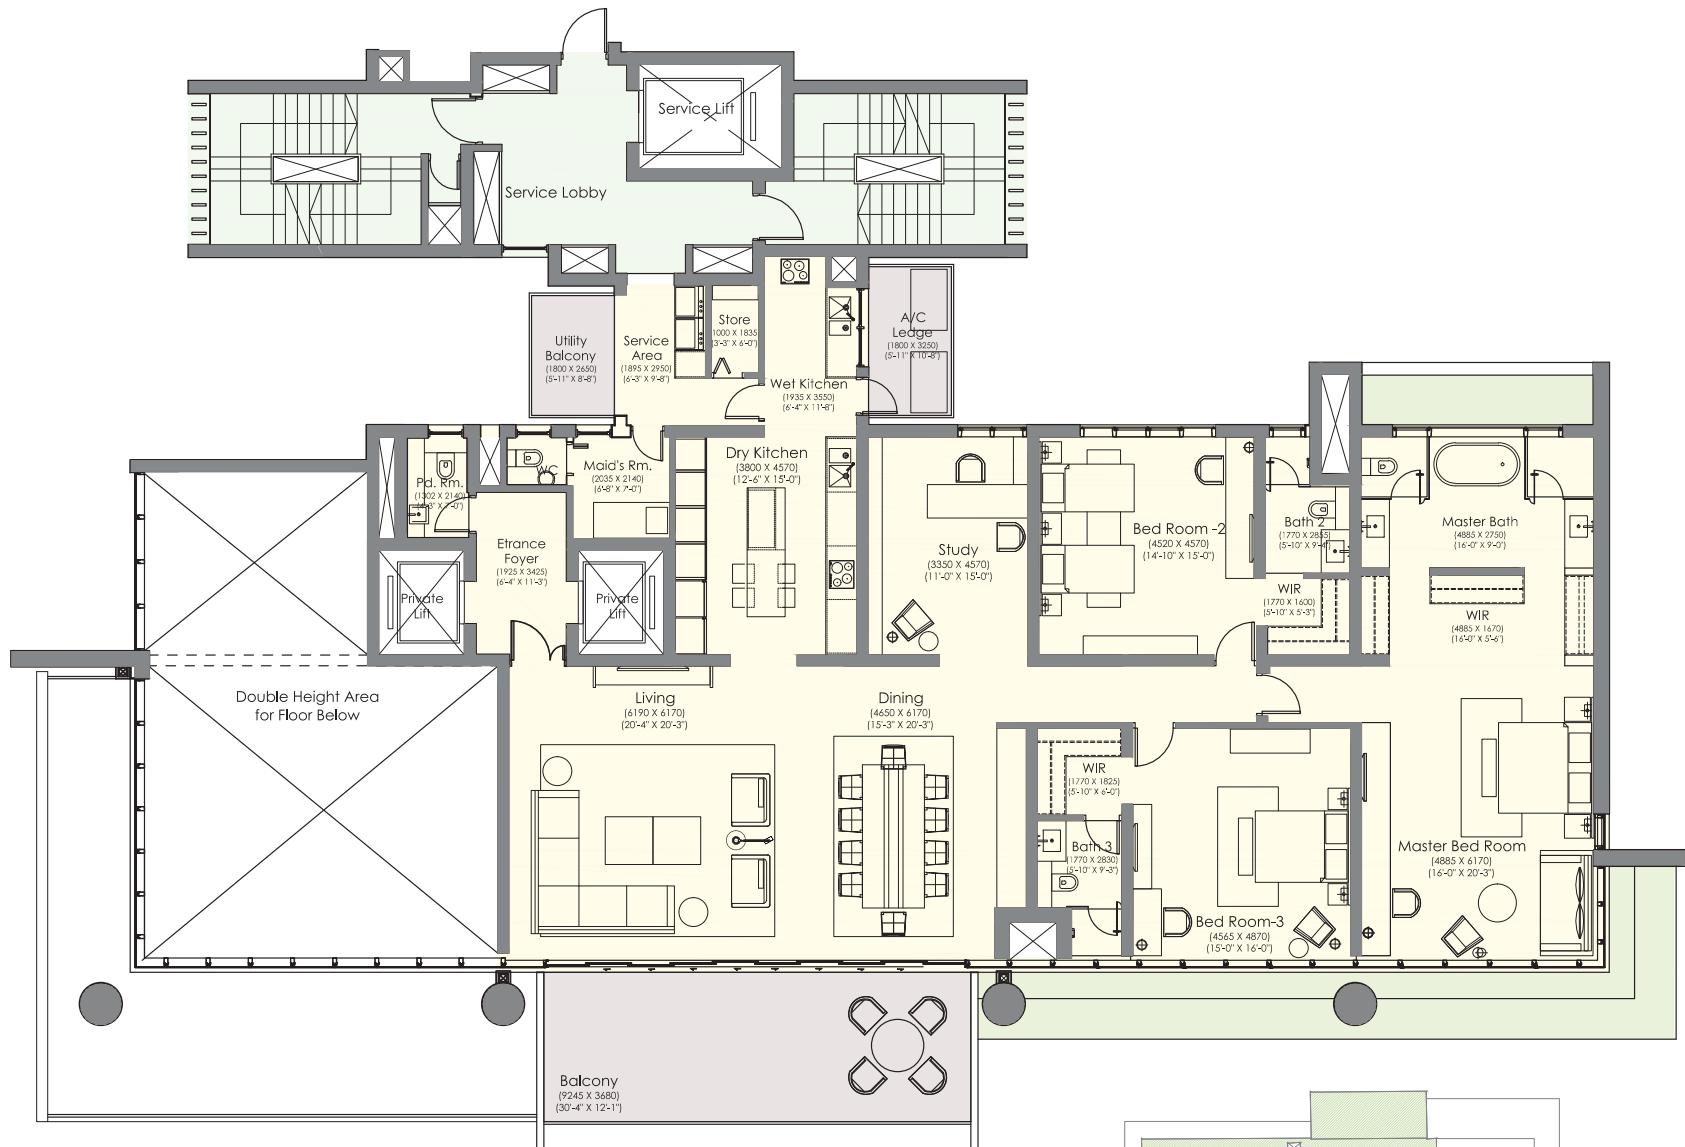 Service Lift
Service Lobby
Utility
Balcony
(1800 X 2650)
(5'-11" X 8'-8")
Service
Area
(1895 X 2950)
(6'-3" X 9'-8")
Store
1000 X 1835
(3'-3" X 6'-0")
A/C
Ledge
(1800 X 3250)
(5'-11" X 10'-8")
Wet Kitchen
(1935 X 3550)
(6'-4" X 11'-8")
Pd. Rm.
(1302 X 2140)
(4'-3" X 7'-0")
WC
Maid's Rm.
(2035 X 2140)
(6'-8" X 7'-0")
Dry Kitchen
(3800 X 4570)
(12'-6" X 15'-0")
Etrance
Foyer
(1925 X 3425)
(6'-4" X 11'-3")
Private
Lift
Private
Lift
Study
(3350 X 4570)
(11'-0" X 15'-0")
Bed Room -2
(4520 X 4570)
(14'-10" X 15'-0")
Bath 2
(1770 X 2855)
(5'-10" X 9'-4")
Master Bath
(4885 X 2750)
(16'-0" X 9'-0")
WIR
(1770 X 1600)
(5'-10" X 5'-3")
WIR
(4885 X 1670)
(16'-0" X 5'-6")
Double Height Area
for Floor Below
Living
(6190 X 6170)
(20'-4" X 20'-3")
Dining
(4650 X 6170)
(15'-3" X 20'-3")
WIR
(1770 X 1825)
(5'-10" X 6'-0")
Bath 3
(1770 X 2830)
(5'-10" X 9'-3")
Master Bed Room
(4885 X 6170)
(16'-0" X 20'-3")
Bed Room-3
(4565 X 4870)
(15'-0" X 16'-0")
Balcony
(9245 X 3680)
(30'-4" X 12'-1")